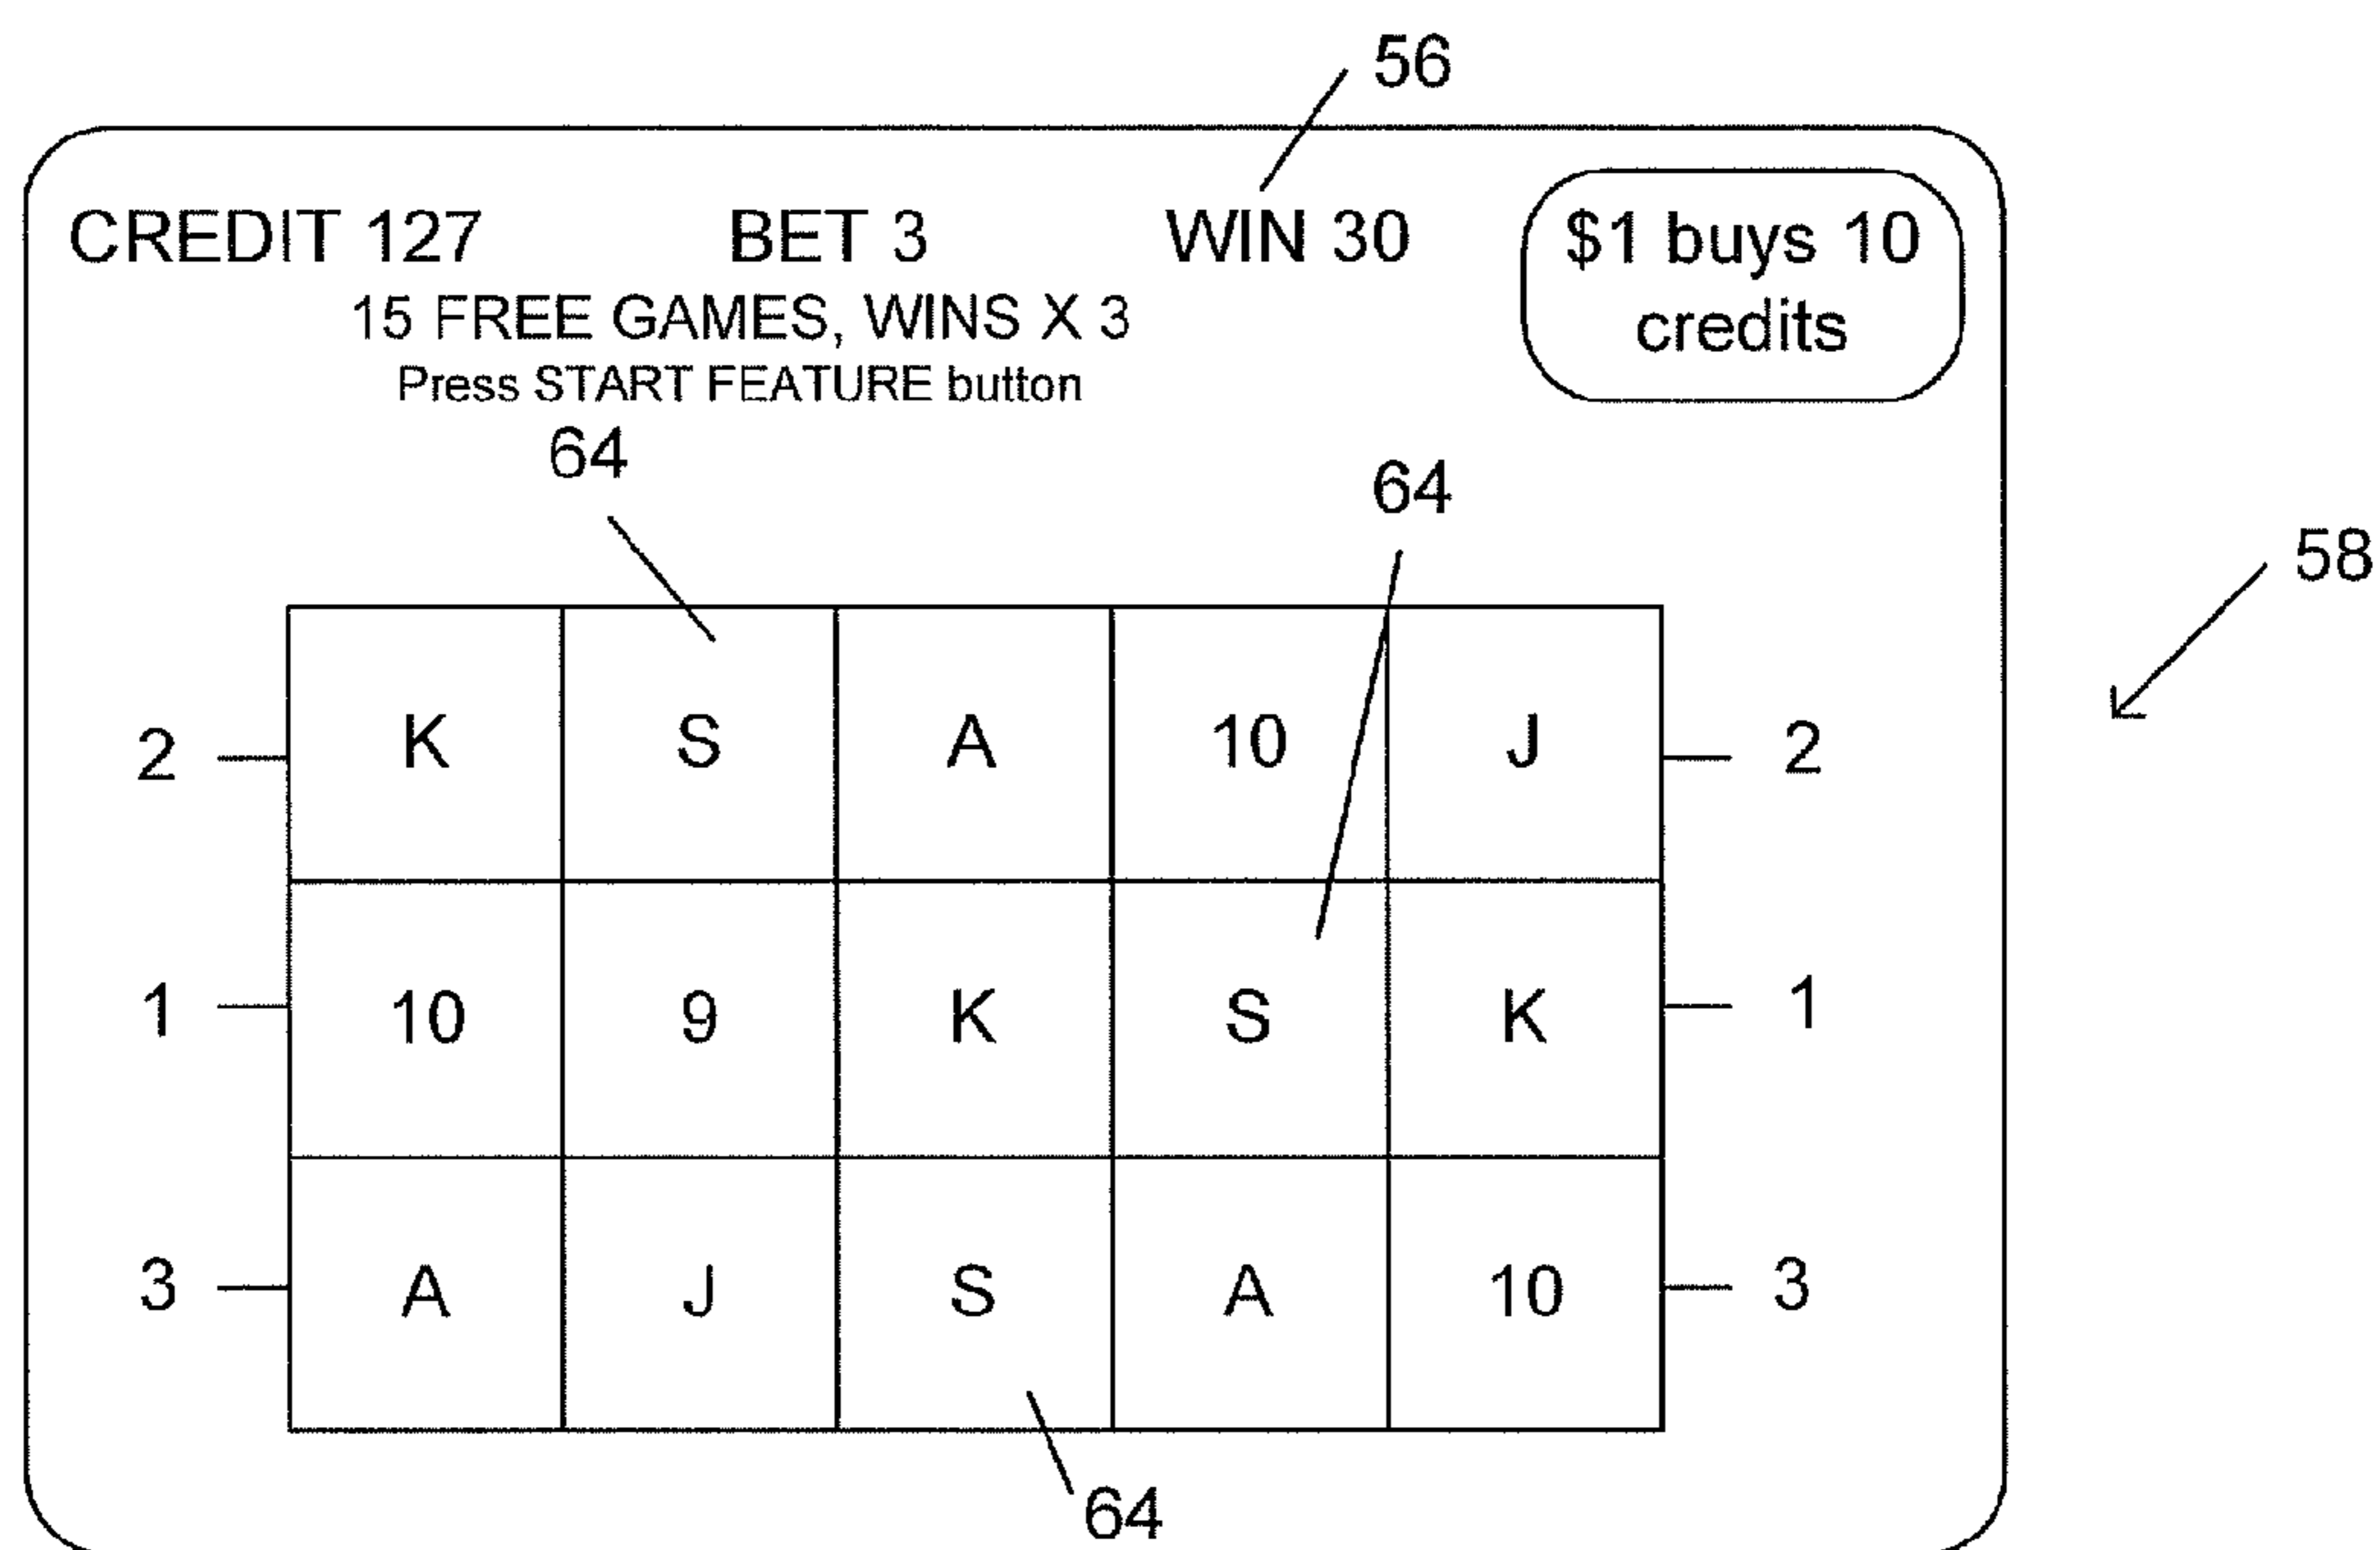 56
CREDIT 127 BET 3 WIN 30 $1 buys 10
credits
15 FREE GAMES, WINS X 3
Press START FEATURE button
64
64
58
2 K S A 10 J 2
1 10 9 K S K 1
3 A J S A 10 3
64